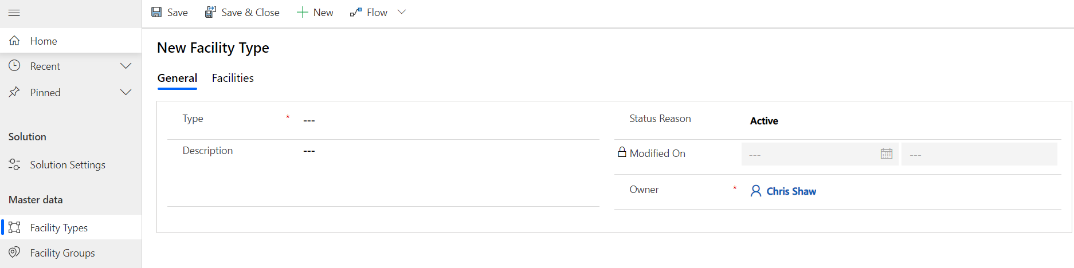 Save
Save & Close
New
Flow
Home
Recent
Pinned
Solution
Solution Settings
Master data
Facility Types
Facility Groups
New Facility Type
General
Facilities
Type * ---
Description ---
Status Reason Active
Modified On --- ---
Owner * Chris Shaw